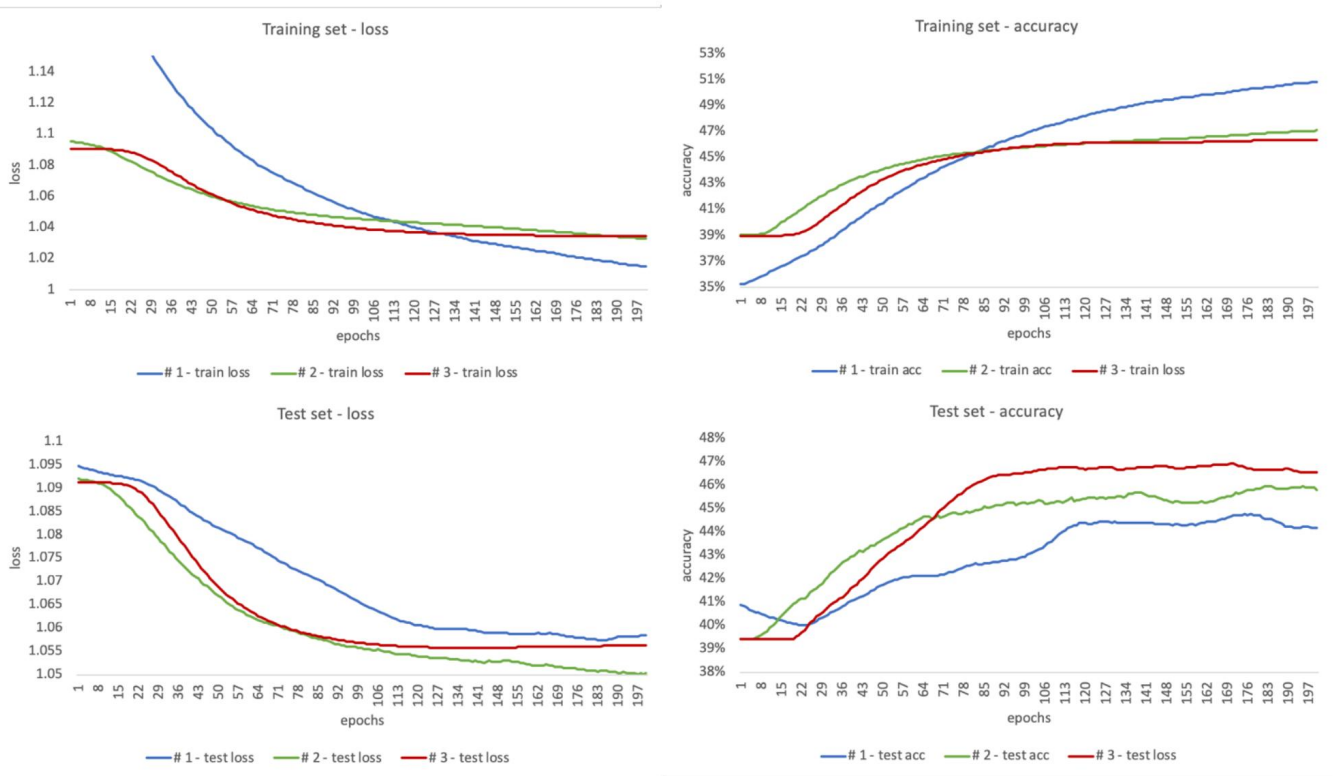 Training set - loss
1.14
1.12
1.1
1.08
1.06
1.04
1.02
1
loss
1 8 15 22 29 36 43 50 57 64 71 78 85 92 99 106 113 120 127 134 141 148 155 162 169 176 183 190 197
epochs
# 1 - train loss # 2 - train loss # 3 - train loss
Training set - accuracy
53%
51%
49%
47%
45%
43%
41%
39%
37%
35%
accuracy
1 8 15 22 29 36 43 50 57 64 71 78 85 92 99 106 113 120 127 134 141 148 155 162 169 176 183 190 197
epochs
# 1 - train acc # 2 - train acc # 3 - train loss
Test set - loss
1.1
1.095
1.09
1.085
1.08
1.075
1.07
1.065
1.06
1.055
1.05
loss
1 8 15 22 29 36 43 50 57 64 71 78 85 92 99 106 113 120 127 134 141 148 155 162 169 176 183 190 197
epochs
# 1 - test loss # 2 - test loss # 3 - test loss
Test set - accuracy
48%
47%
46%
45%
44%
43%
42%
41%
40%
39%
38%
accuracy
1 8 15 22 29 36 43 50 57 64 71 78 85 92 99 106 113 120 127 134 141 148 155 162 169 176 183 190 197
epochs
# 1 - test acc # 2 - test acc # 3 - test loss